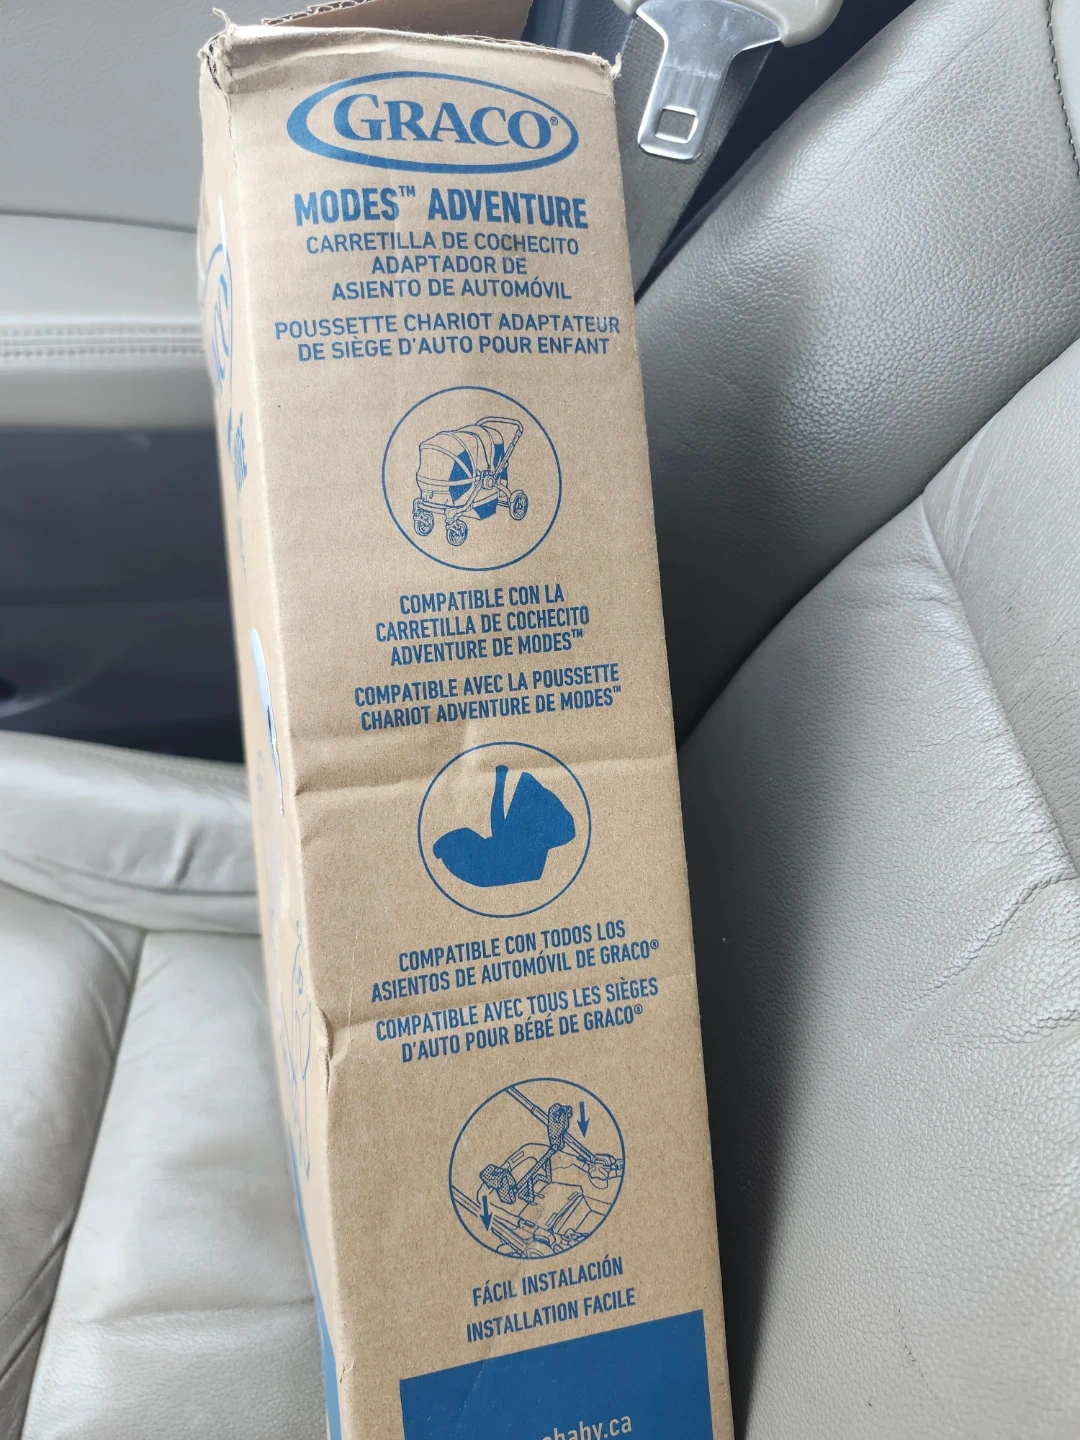 GRACO®
MODES™ ADVENTURE
CARRETILLA DE COCHECITO
ADAPTADOR DE
ASIENTO DE AUTOMÓVIL
POUSSETTE CHARIOT ADAPTATEUR
DE SIÈGE D'AUTO POUR ENFANT
COMPATIBLE CON LA
CARRETILLA DE COCHECITO
ADVENTURE DE MODES™
COMPATIBLE AVEC LA POUSSETTE
CHARIOT ADVENTURE DE MODES™
COMPATIBLE CON TODOS LOS
ASIENTOS DE AUTOMÓVIL DE GRACO®
COMPATIBLE AVEC TOUS LES SIÈGES
D'AUTO POUR BÉBÉ DE GRACO®
FÁCIL INSTALACIÓN
INSTALLATION FACILE